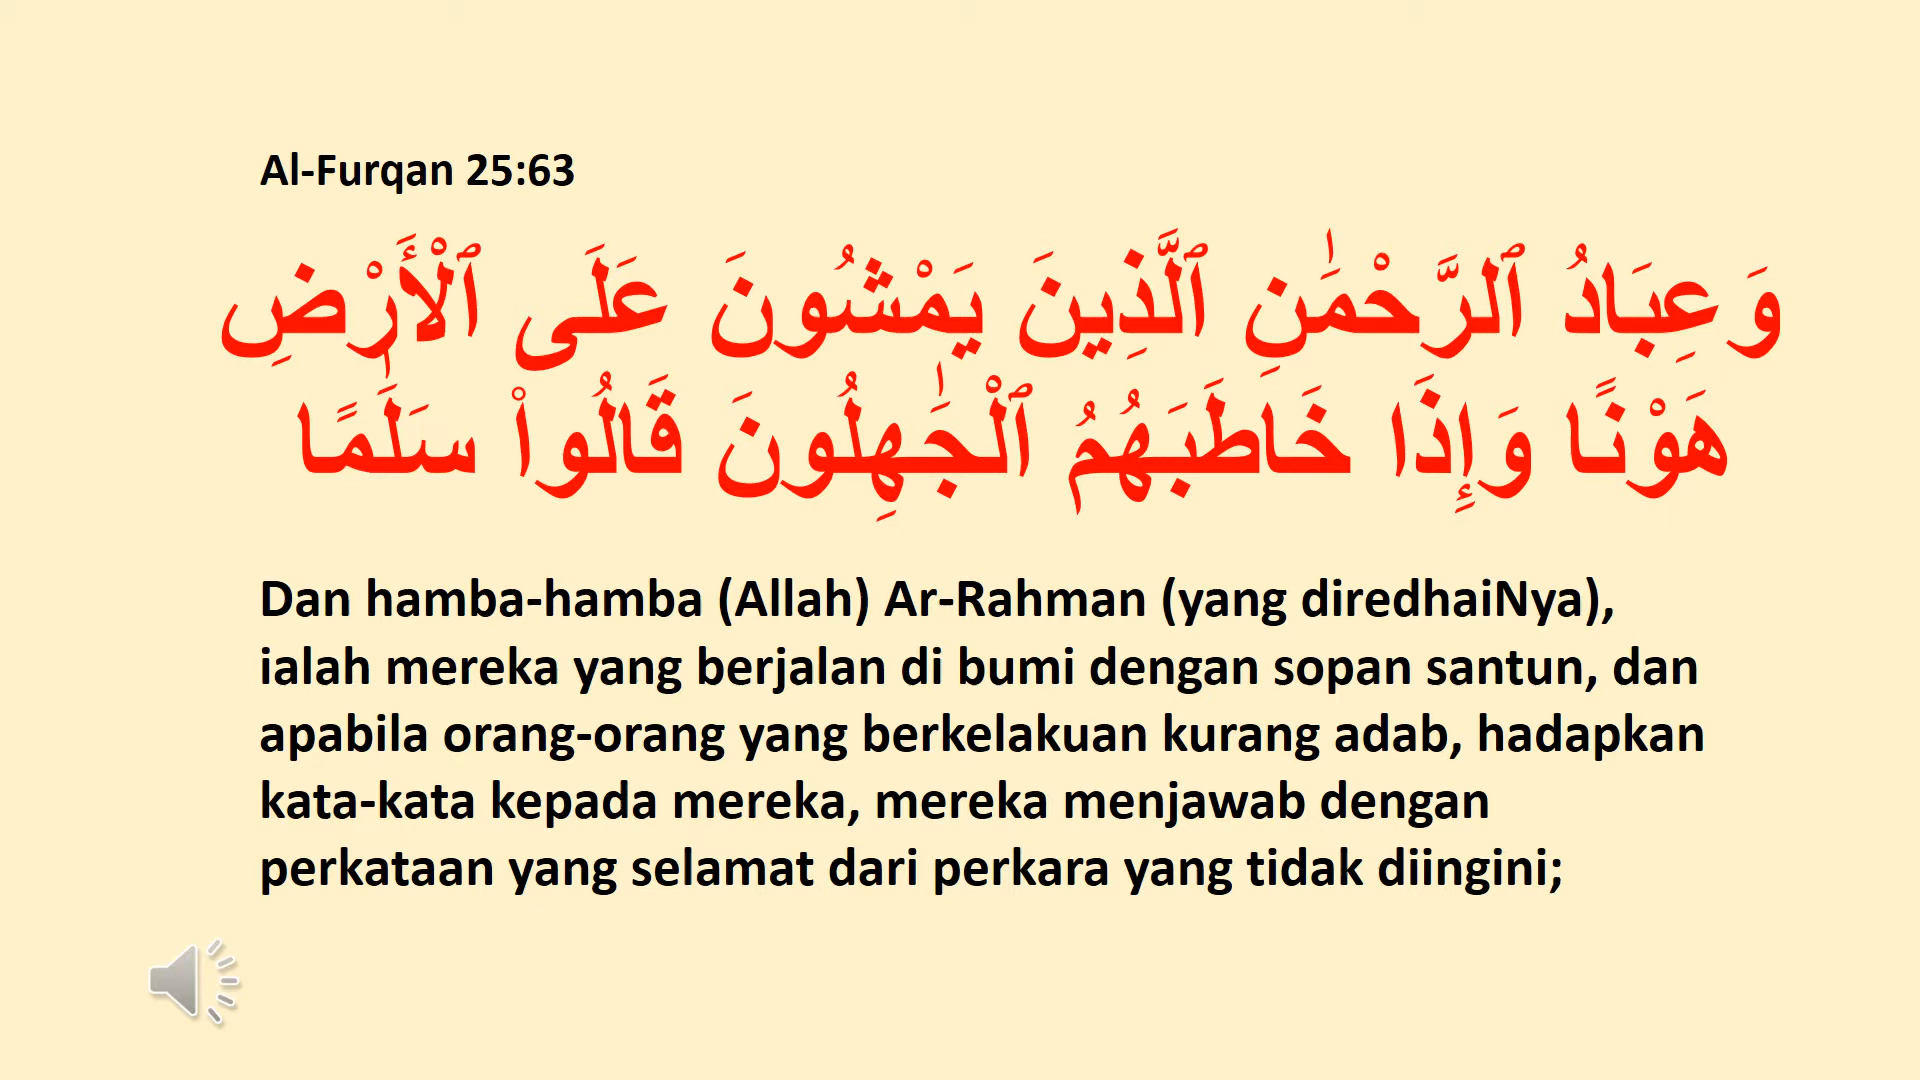 Al-Furqan 25:63
وَعِبَادُ ٱلرَّحْمَٰنِ ٱلَّذِينَ يَمْشُونَ عَلَى ٱلْأَرْضِ
هَوْنًا وَإِذَا خَاطَبَهُمُ ٱلْجَٰهِلُونَ قَالُوا۟ سَلَٰمًا
Dan hamba-hamba (Allah) Ar-Rahman (yang diredhaiNya),
ialah mereka yang berjalan di bumi dengan sopan santun, dan
apabila orang-orang yang berkelakuan kurang adab, hadapkan
kata-kata kepada mereka, mereka menjawab dengan
perkataan yang selamat dari perkara yang tidak diingini;